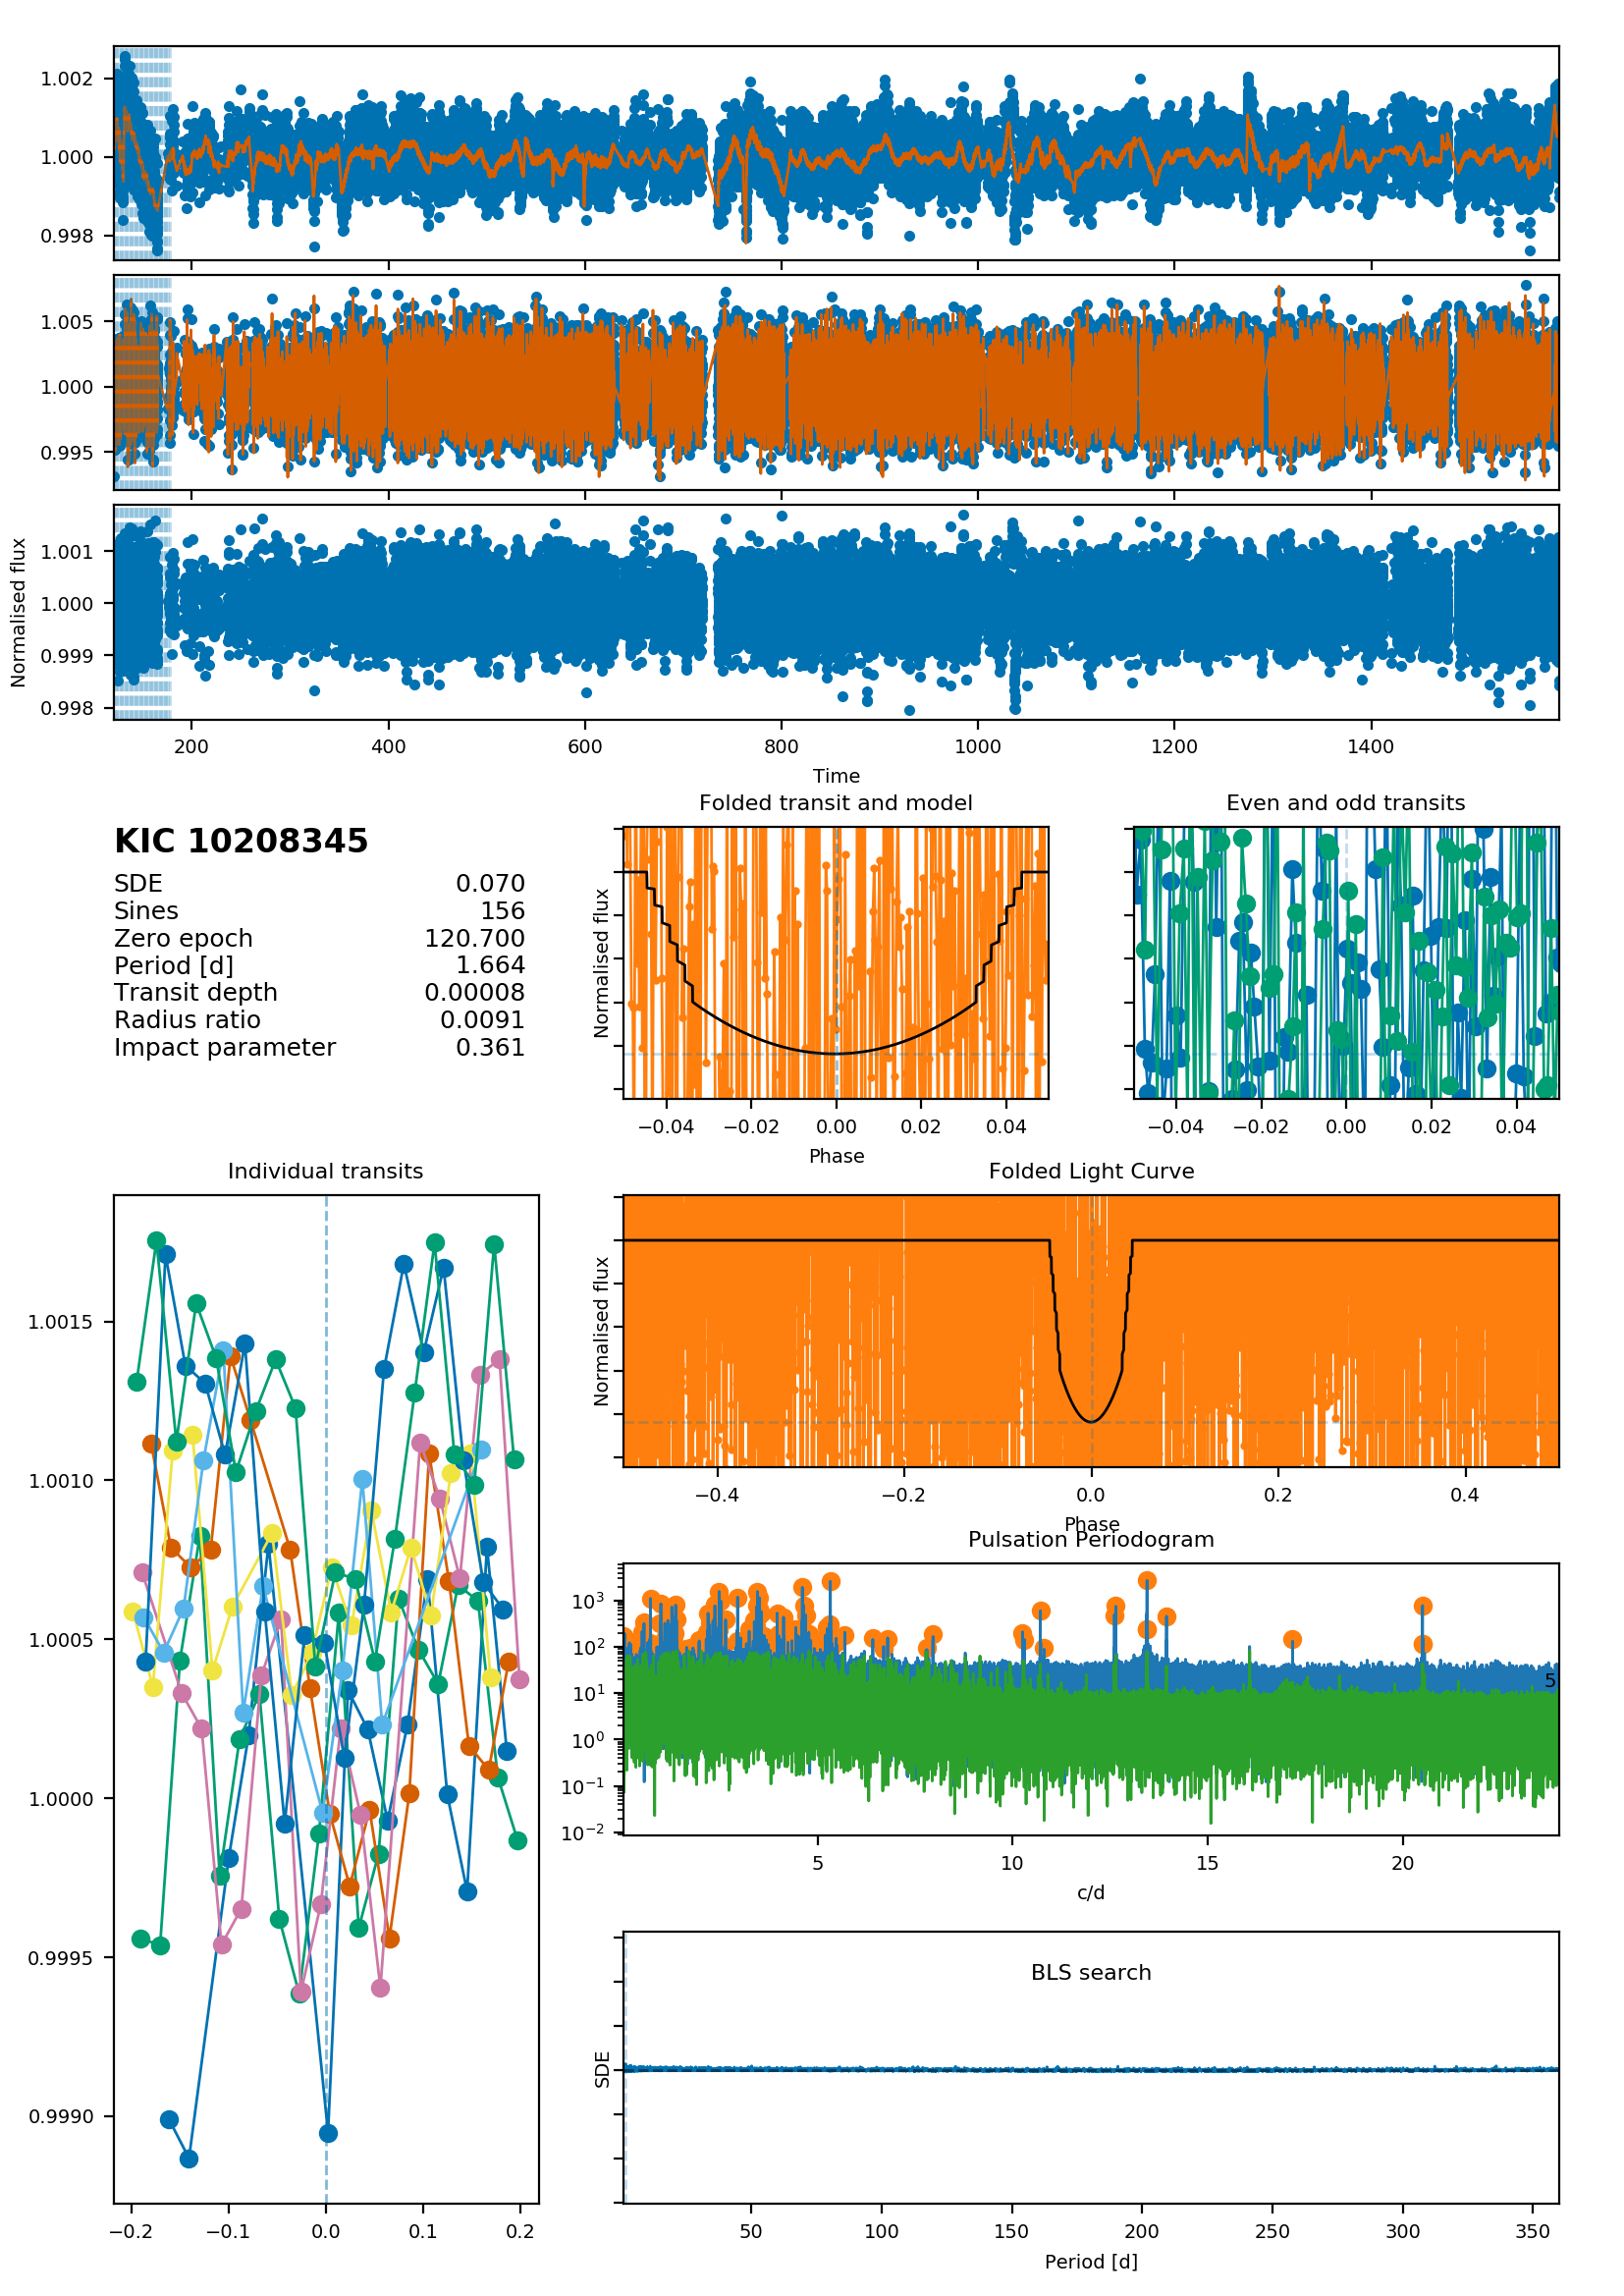 1.002
1.000
0.998
1.005
1.000
0.995
1.001
1.000
0.999
0.998
Normalised flux
200 400 600 800 1000 1200 1400
Time
KIC 10208345
SDE 0.070
Sines 156
Zero epoch 120.700
Period [d] 1.664
Transit depth 0.00008
Radius ratio 0.0091
Impact parameter 0.361
Folded transit and model
Normalised flux
−0.04 −0.02 0.00 0.02 0.04
Phase
Even and odd transits
−0.04 −0.02 0.00 0.02 0.04
Individual transits
1.0015
1.0010
1.0005
1.0000
0.9995
0.9990
−0.2 −0.1 0.0 0.1 0.2
Folded Light Curve
Normalised flux
−0.4 −0.2 0.0 0.2 0.4
Phase
Pulsation Periodogram
10³
10²
10¹
10⁰
10⁻¹
10⁻²
5
5 10 15 20
c/d
BLS search
SDE
50 100 150 200 250 300 350
Period [d]